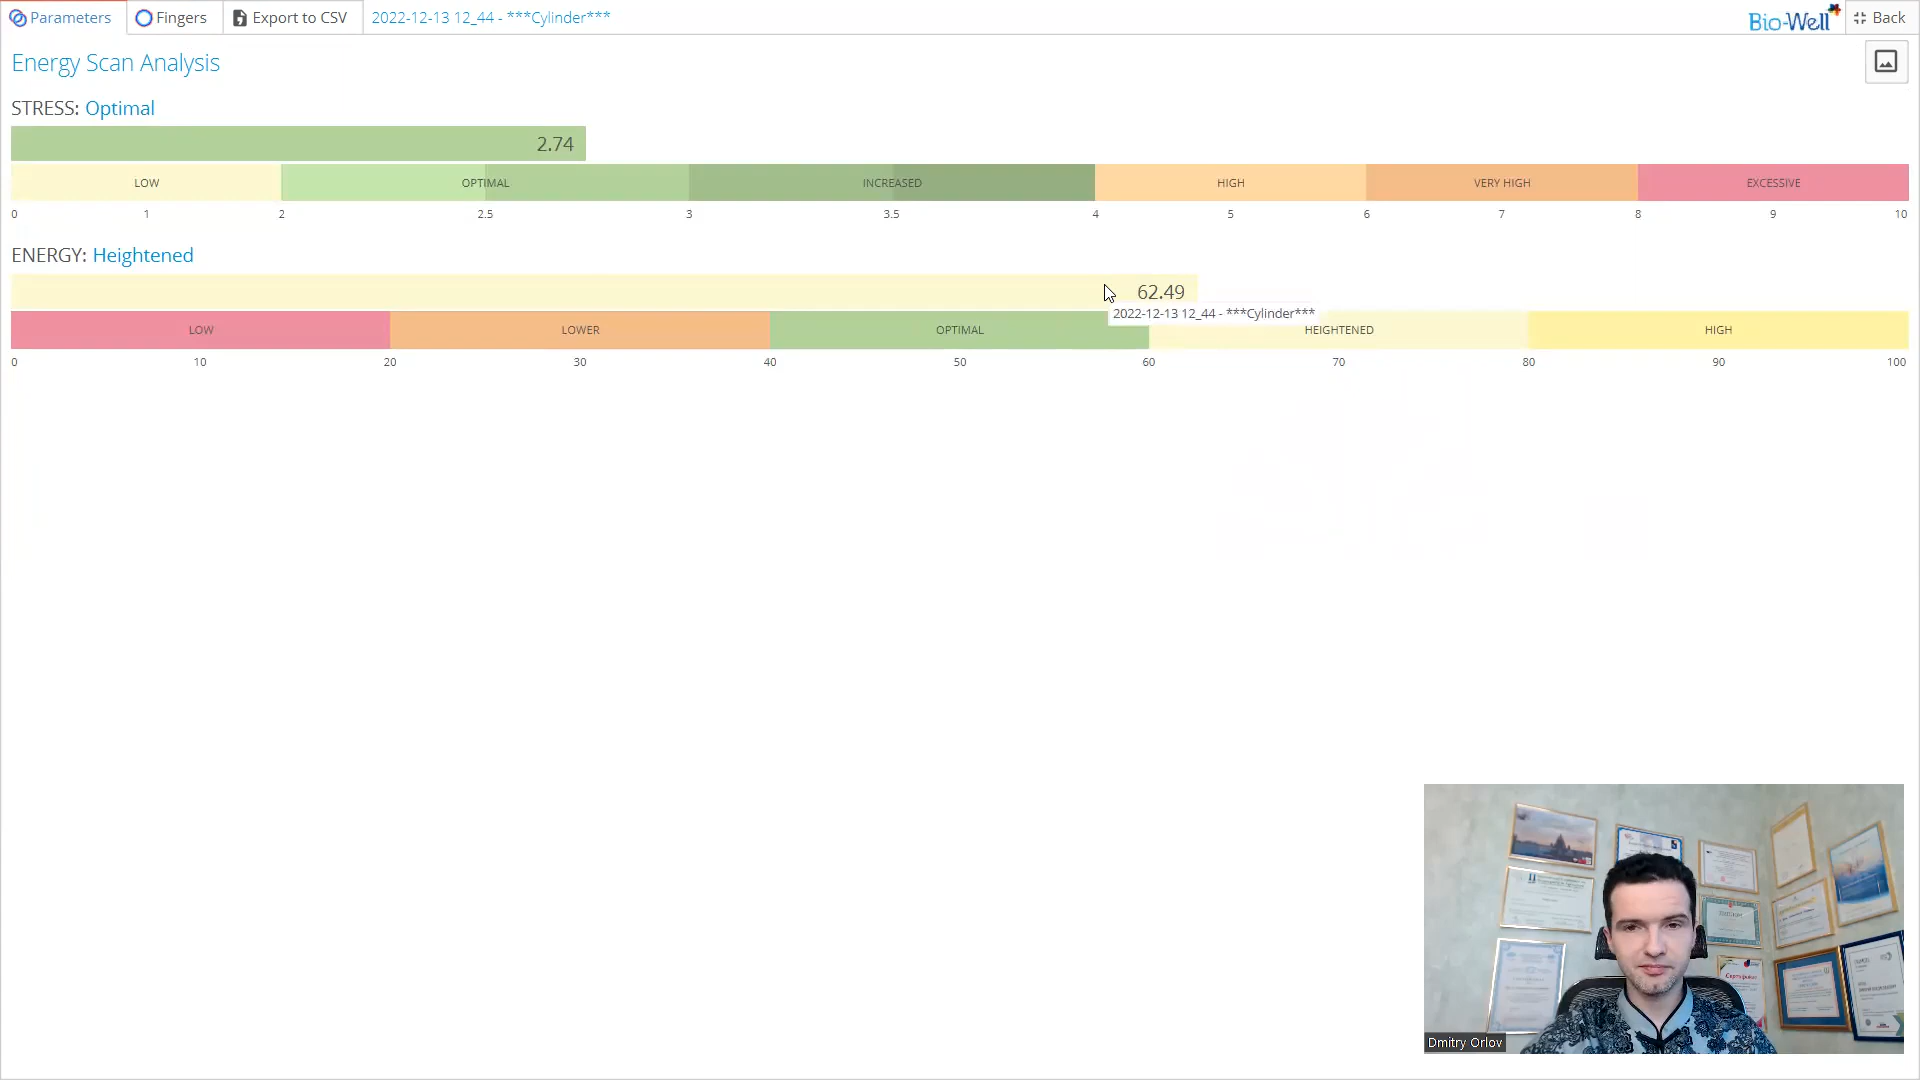 Parameters Fingers Export to CSV 2022-12-13 12_44 - ***Cylinder*** Bio-Well Back
Energy Scan Analysis
STRESS: Optimal
2.74
LOW OPTIMAL INCREASED HIGH VERY HIGH EXCESSIVE
0 1 2 2.5 3 3.5 4 5 6 7 8 9 10
ENERGY: Heightened
62.49
2022-12-13 12_44 - ***Cylinder***
LOW LOWER OPTIMAL HEIGHTENED HIGH
0 10 20 30 40 50 60 70 80 90 100
Dmitry Orlov